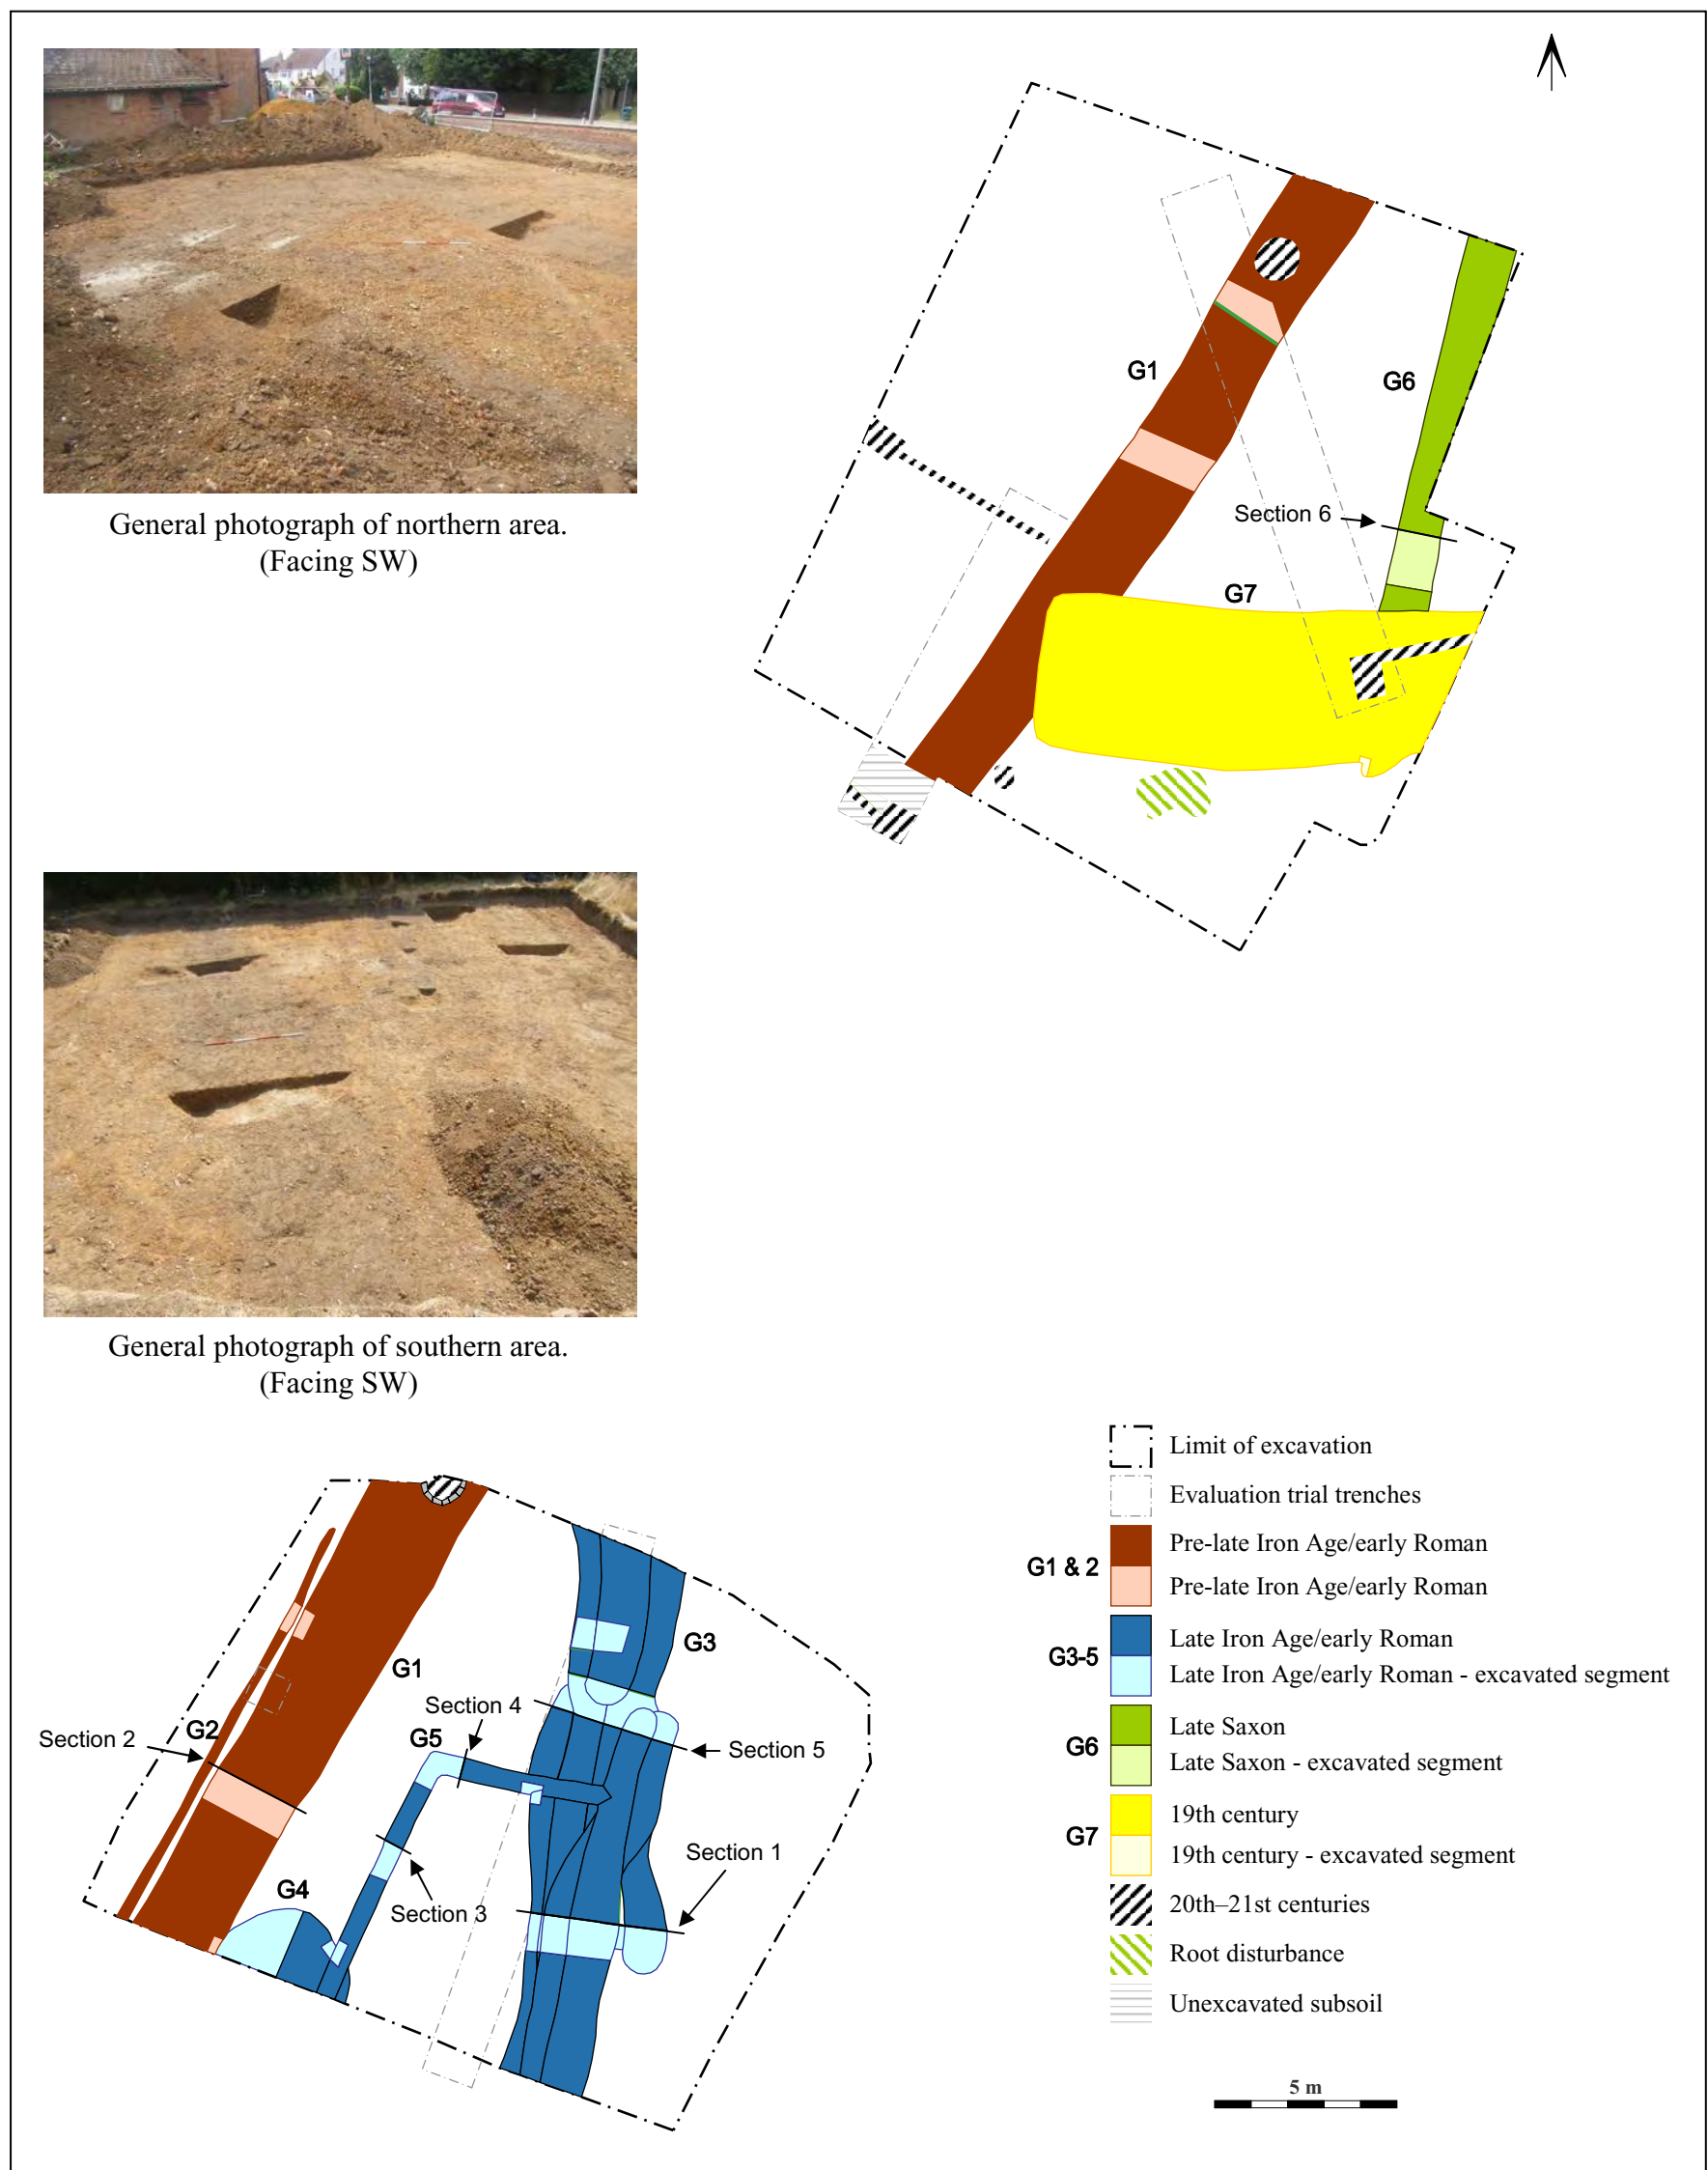 General photograph of northern area.
(Facing SW)
G1
G6
Section 6
G7
General photograph of southern area.
(Facing SW)
G3
G1
Section 4
G5
G2
Section 2
Section 5
Section 1
G4
Section 3
Limit of excavation
Evaluation trial trenches
G1 & 2
Pre-late Iron Age/early Roman
Pre-late Iron Age/early Roman
G3-5
Late Iron Age/early Roman
Late Iron Age/early Roman - excavated segment
G6
Late Saxon
Late Saxon - excavated segment
G7
19th century
19th century - excavated segment
20th–21st centuries
Root disturbance
Unexcavated subsoil
5 m